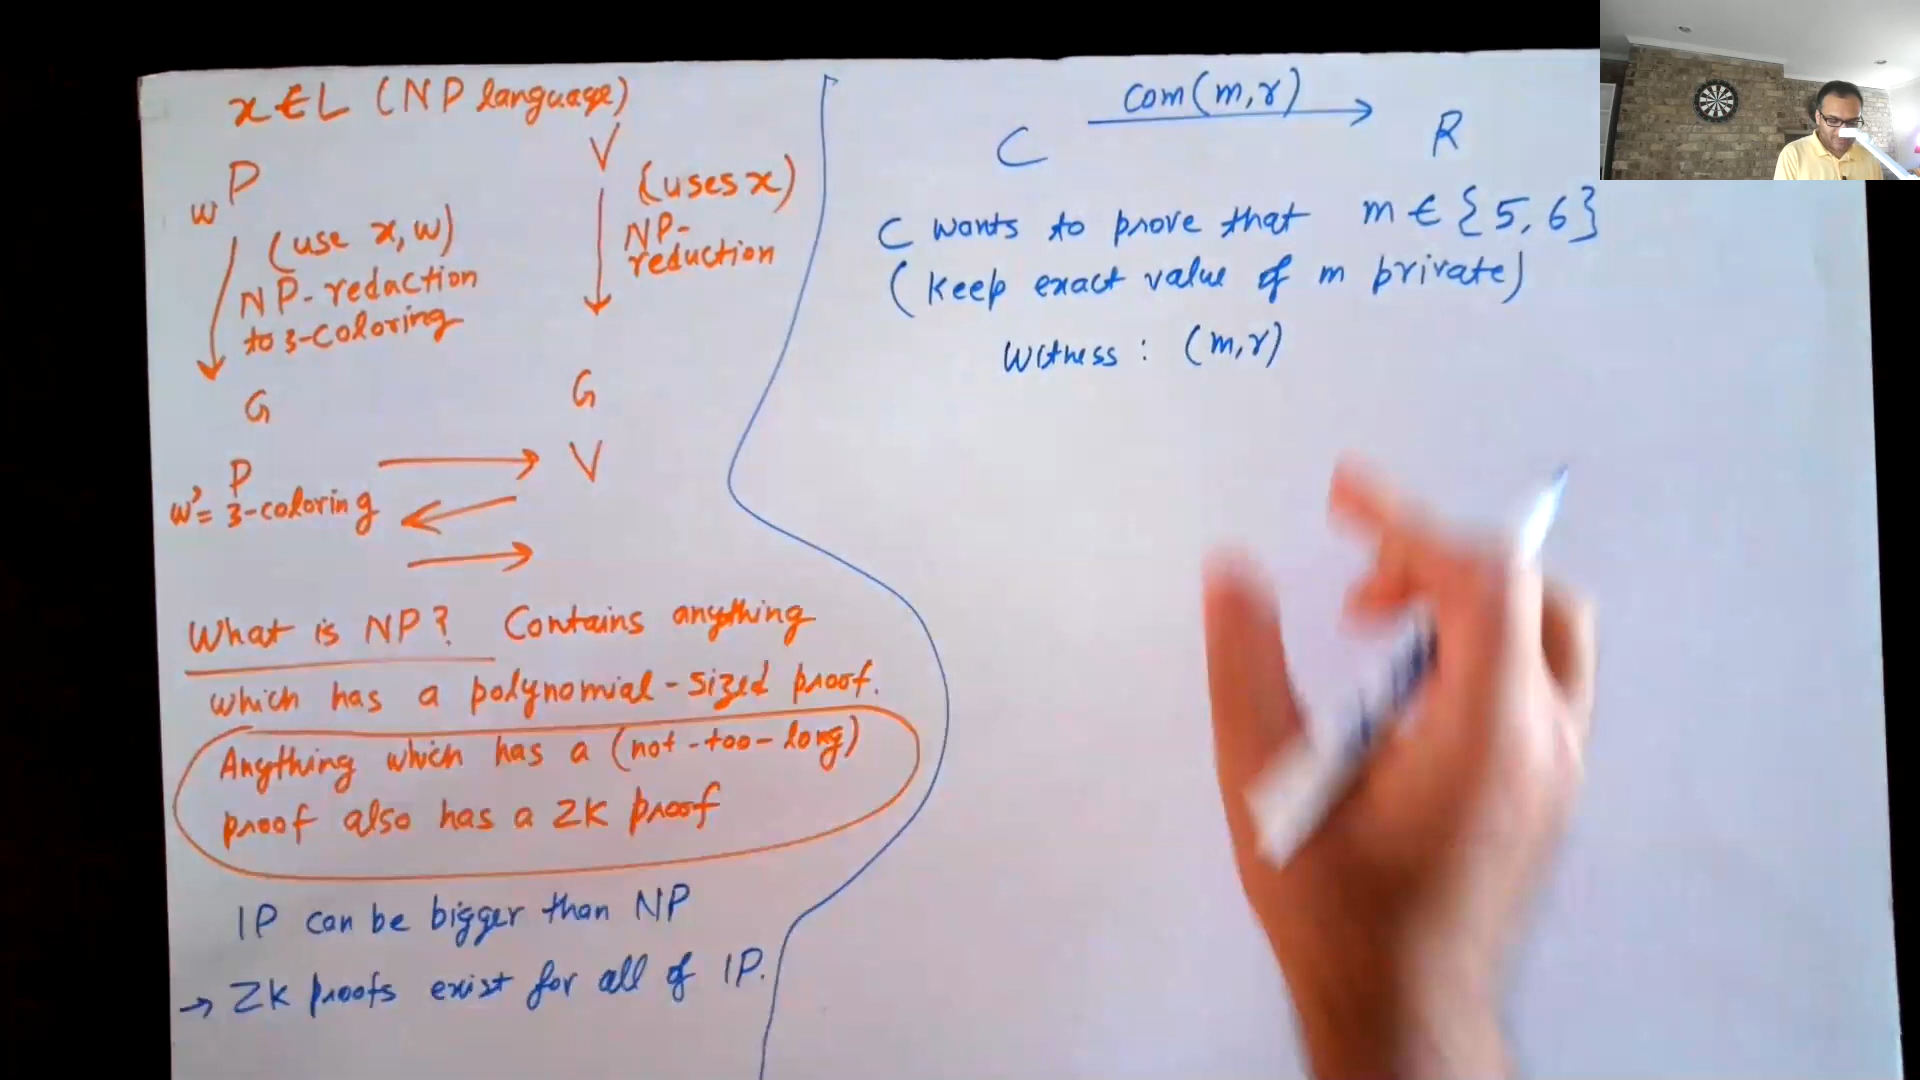 x ∈ L (NP language)
P
V
w
(use x, w)
NP-redaction
to 3-coloring
(uses x)
NP-
reduction
G
G
P
V
w'= 3-coloring
What is NP? Contains anything
which has a polynomial-sized proof.
Anything which has a (not-too-long)
proof also has a ZK proof
IP can be bigger than NP
→ ZK proofs exist for all of IP.
Com(m,r)
C
R
C wants to prove that m ∈ {5, 6}
(keep exact value of m private)
Witness : (m,r)